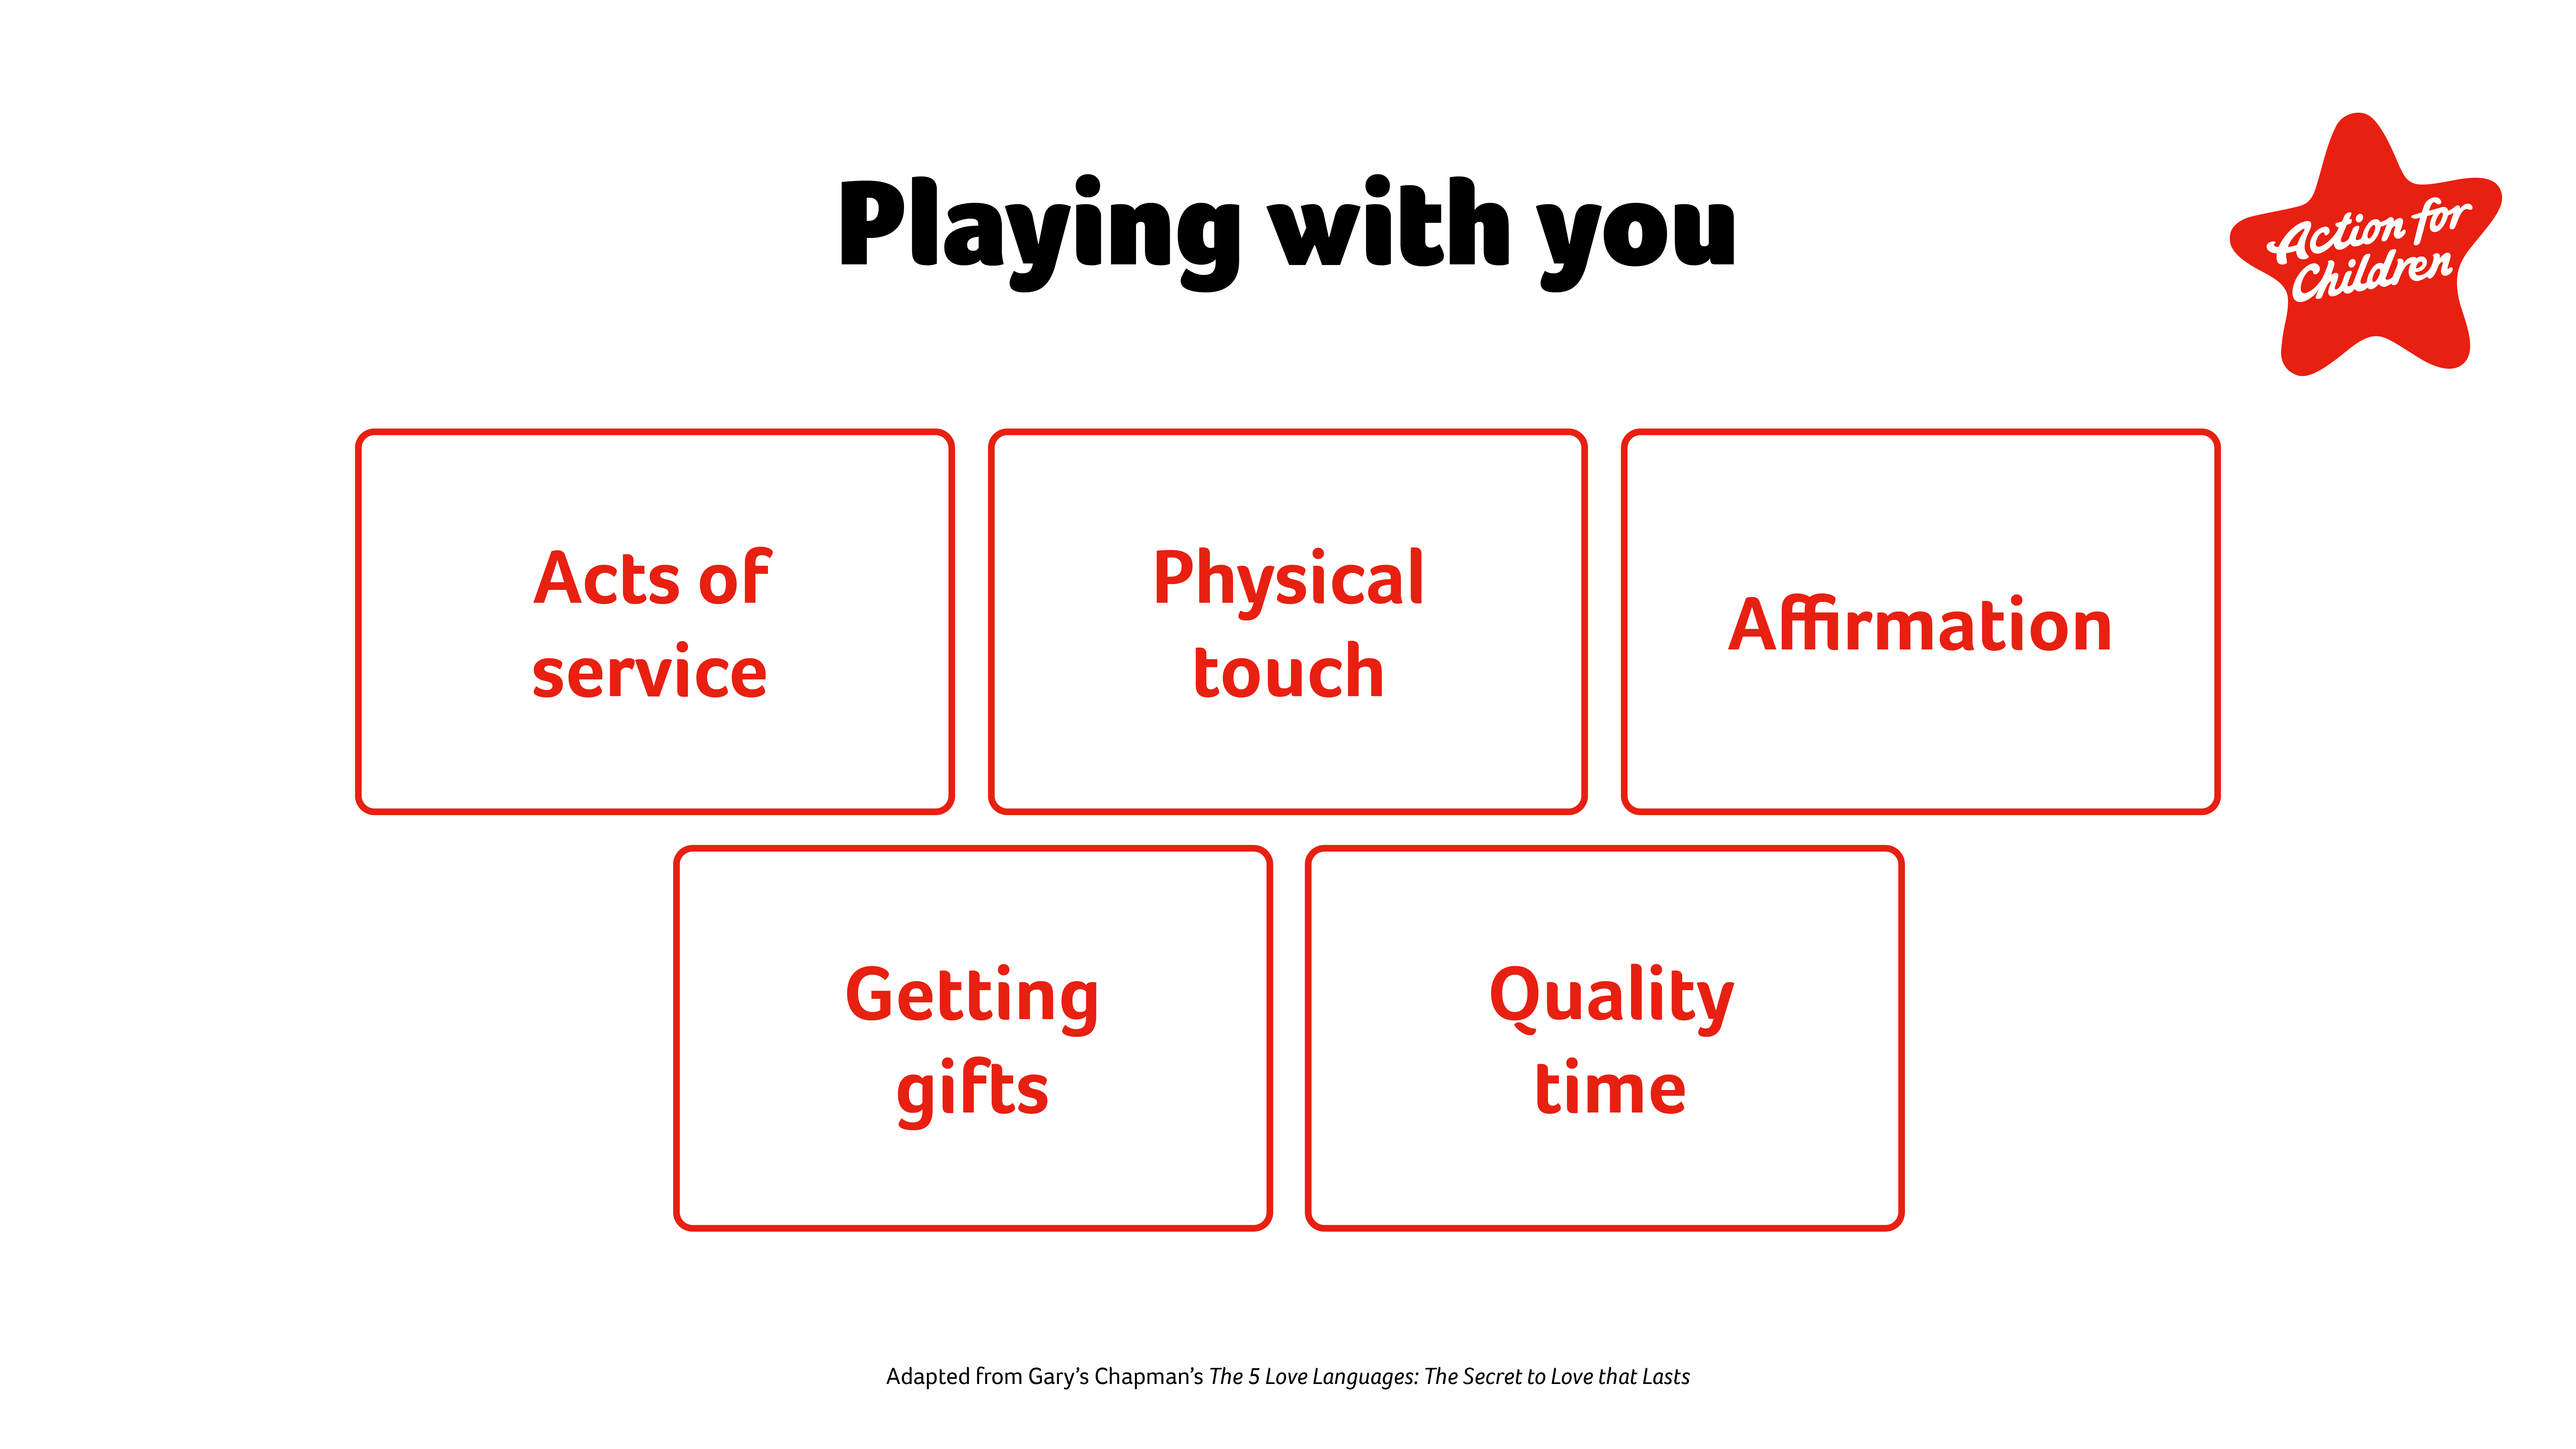 Playing with you
Action for
Children
Acts of
service
Physical
touch
Affirmation
Getting
gifts
Quality
time
Adapted from Gary’s Chapman’s The 5 Love Languages: The Secret to Love that Lasts